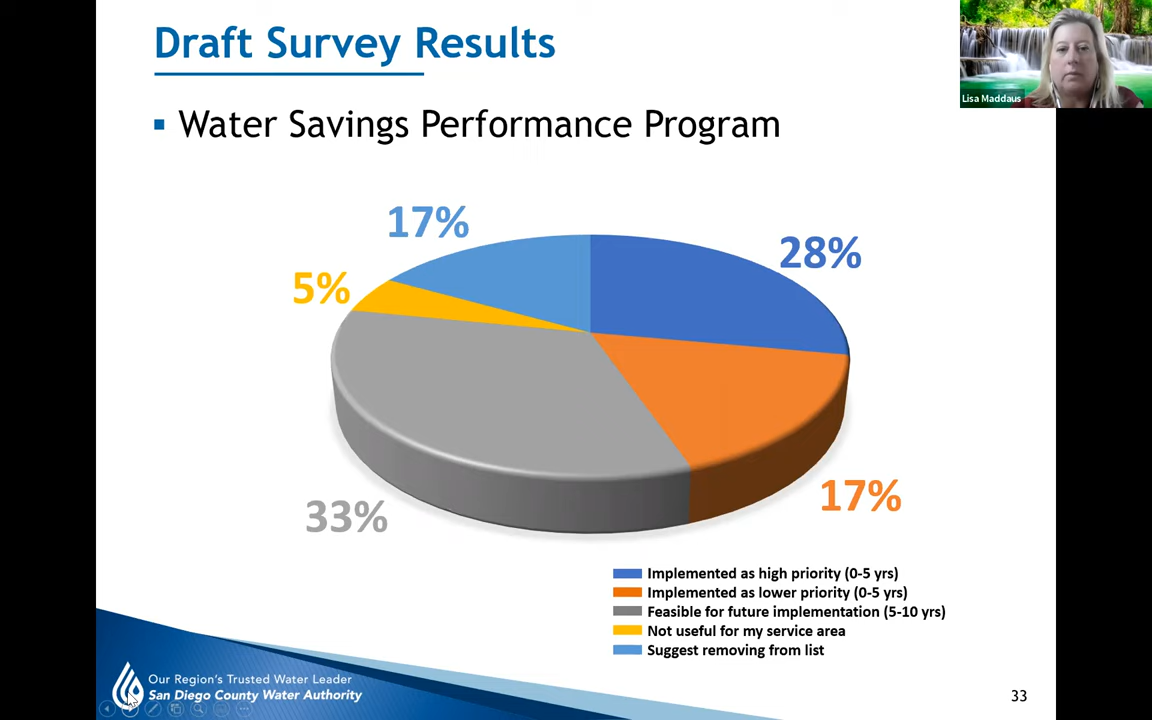 Draft Survey Results
Lisa Maddaus
▪ Water Savings Performance Program
17%
28%
5%
17%
33%
Implemented as high priority (0-5 yrs)
Implemented as lower priority (0-5 yrs)
Feasible for future implementation (5-10 yrs)
Not useful for my service area
Suggest removing from list
Our Region's Trusted Water Leader
San Diego County Water Authority
33